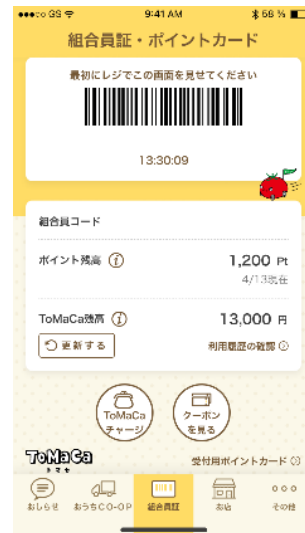 GS 9:41 AM 68 %
組合員証・ポイントカード
最初にレジでこの画面を見せてください
13:30:09
組合員コード
ポイント残高 i 1,200 Pt
4/13現在
ToMaCa残高 i 13,000 円
更新する 利用履歴の確認
ToMaCa
チャージ
クーポン
を見る
ToMaCa
トマカ
受付用ポイントカード
おしらせ おうちCO-OP 組合員証 お店 その他